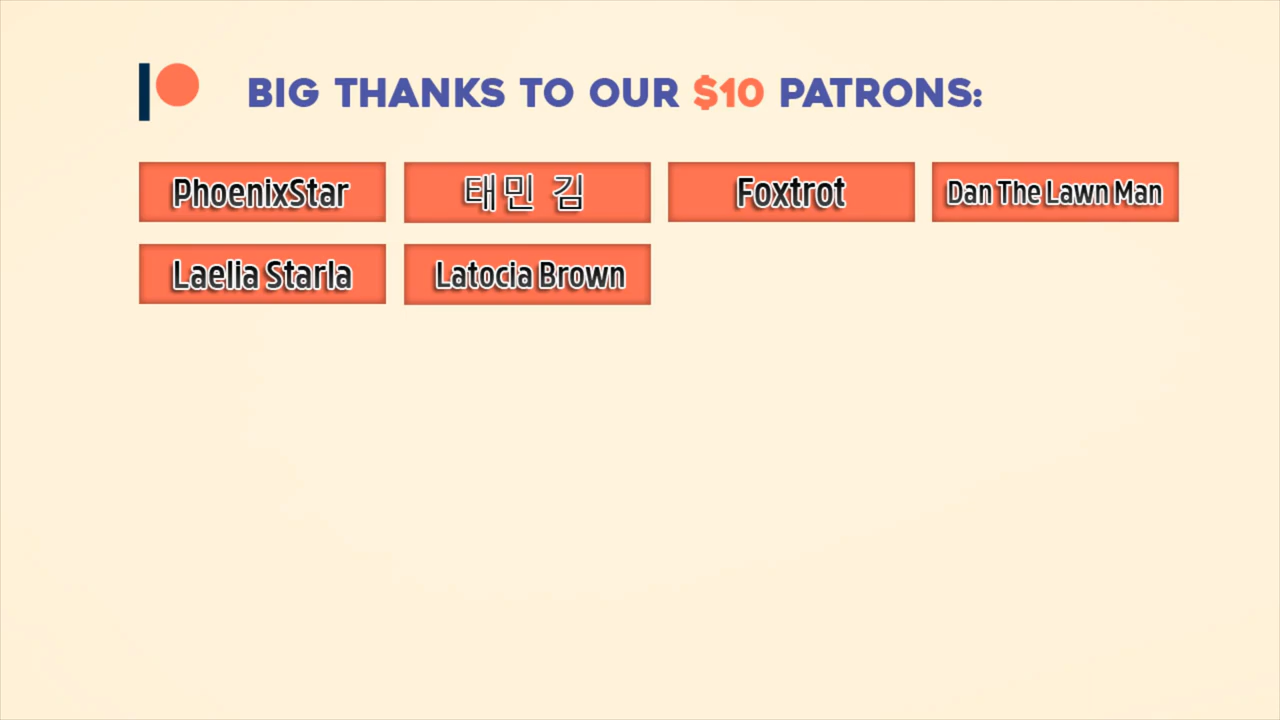 BIG THANKS TO OUR $10 PATRONS:
PhoenixStar
태민 김
Foxtrot
Dan The Lawn Man
Laelia Starla
Latocia Brown